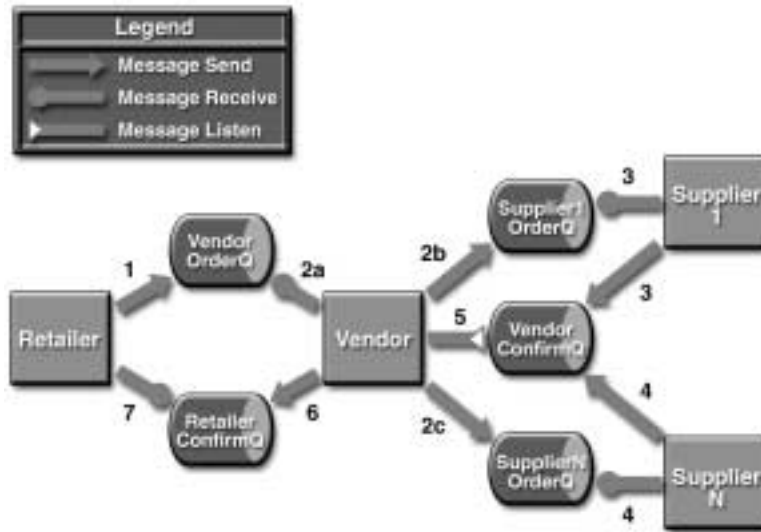 Legend
Message Send
Message Receive
Message Listen
3
Supplier
1
Supplier1
OrderQ
Vendor
OrderQ
1
2a
2b
3
Retailer
Vendor
5
Vendor
ConfirmQ
4
7
Retailer
ConfirmQ
6
2c
SupplierN
OrderQ
Supplier
N
4